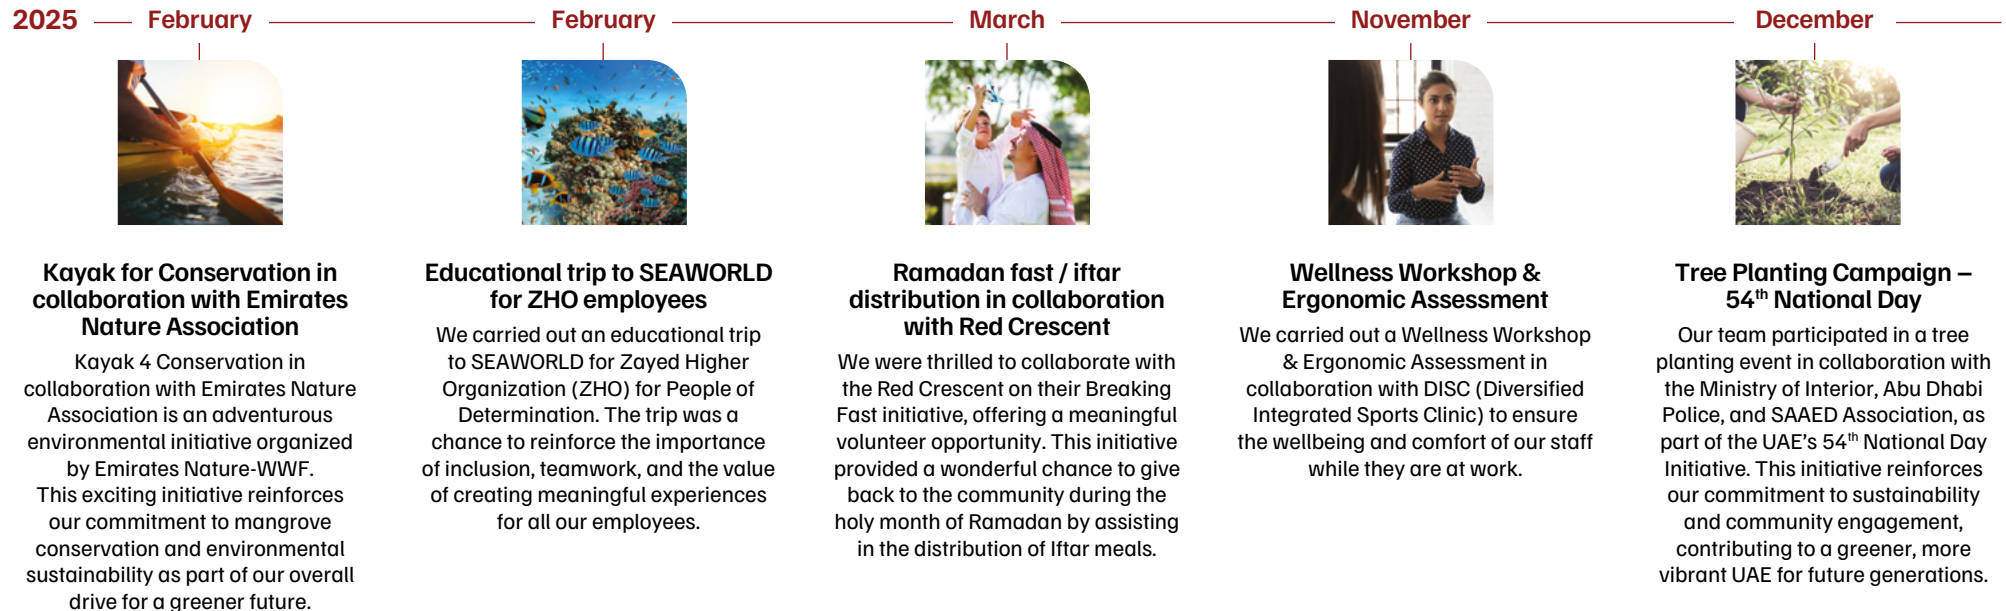 2025 February February March November December
Kayak for Conservation in
collaboration with Emirates
Nature Association
Kayak 4 Conservation in
collaboration with Emirates Nature
Association is an adventurous
environmental initiative organized
by Emirates Nature-WWF.
This exciting initiative reinforces
our commitment to mangrove
conservation and environmental
sustainability as part of our overall
drive for a greener future.
Educational trip to SEAWORLD
for ZHO employees
We carried out an educational trip
to SEAWORLD for Zayed Higher
Organization (ZHO) for People of
Determination. The trip was a
chance to reinforce the importance
of inclusion, teamwork, and the value
of creating meaningful experiences
for all our employees.
Ramadan fast / iftar
distribution in collaboration
with Red Crescent
We were thrilled to collaborate with
the Red Crescent on their Breaking
Fast initiative, offering a meaningful
volunteer opportunity. This initiative
provided a wonderful chance to give
back to the community during the
holy month of Ramadan by assisting
in the distribution of Iftar meals.
Wellness Workshop &
Ergonomic Assessment
We carried out a Wellness Workshop
& Ergonomic Assessment in
collaboration with DISC (Diversified
Integrated Sports Clinic) to ensure
the wellbeing and comfort of our staff
while they are at work.
Tree Planting Campaign –
54th National Day
Our team participated in a tree
planting event in collaboration with
the Ministry of Interior, Abu Dhabi
Police, and SAAED Association, as
part of the UAE’s 54th National Day
Initiative. This initiative reinforces
our commitment to sustainability
and community engagement,
contributing to a greener, more
vibrant UAE for future generations.